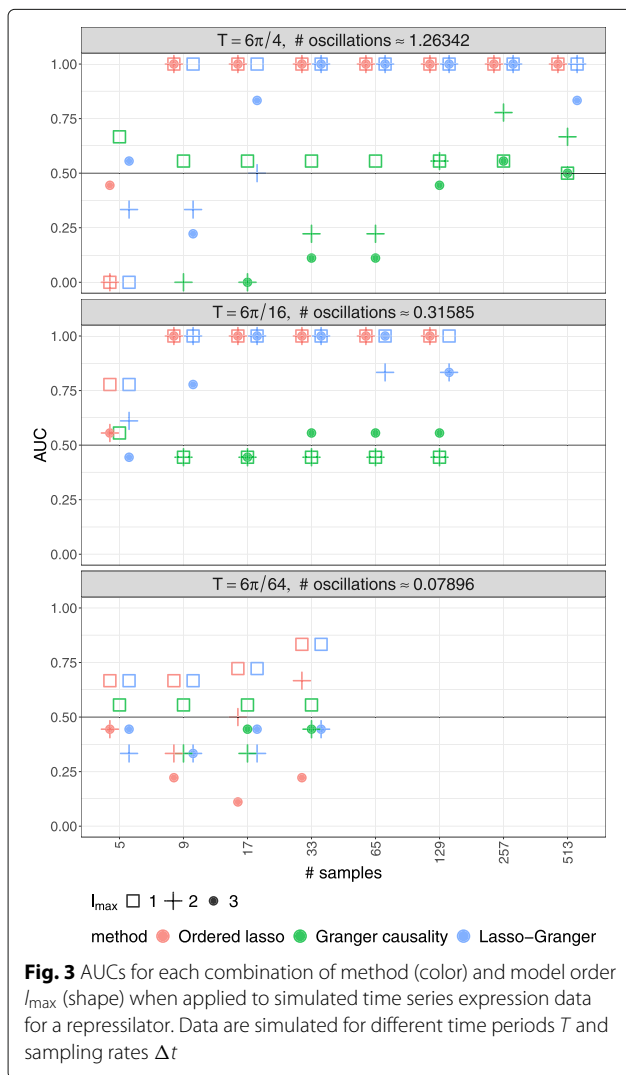 T = 6π/4, # oscillations ≈ 1.26342
1.00
0.75
0.50
0.25
0.00
T = 6π/16, # oscillations ≈ 0.31585
1.00
0.75
0.50
0.25
0.00
AUC
T = 6π/64, # oscillations ≈ 0.07896
1.00
0.75
0.50
0.25
0.00
5 9 17 33 65 129 257 513
# samples
lmax 1 2 3
method Ordered lasso Granger causality Lasso−Granger
Fig. 3 AUCs for each combination of method (color) and model order
lmax (shape) when applied to simulated time series expression data
for a repressilator. Data are simulated for different time periods T and
sampling rates Δt